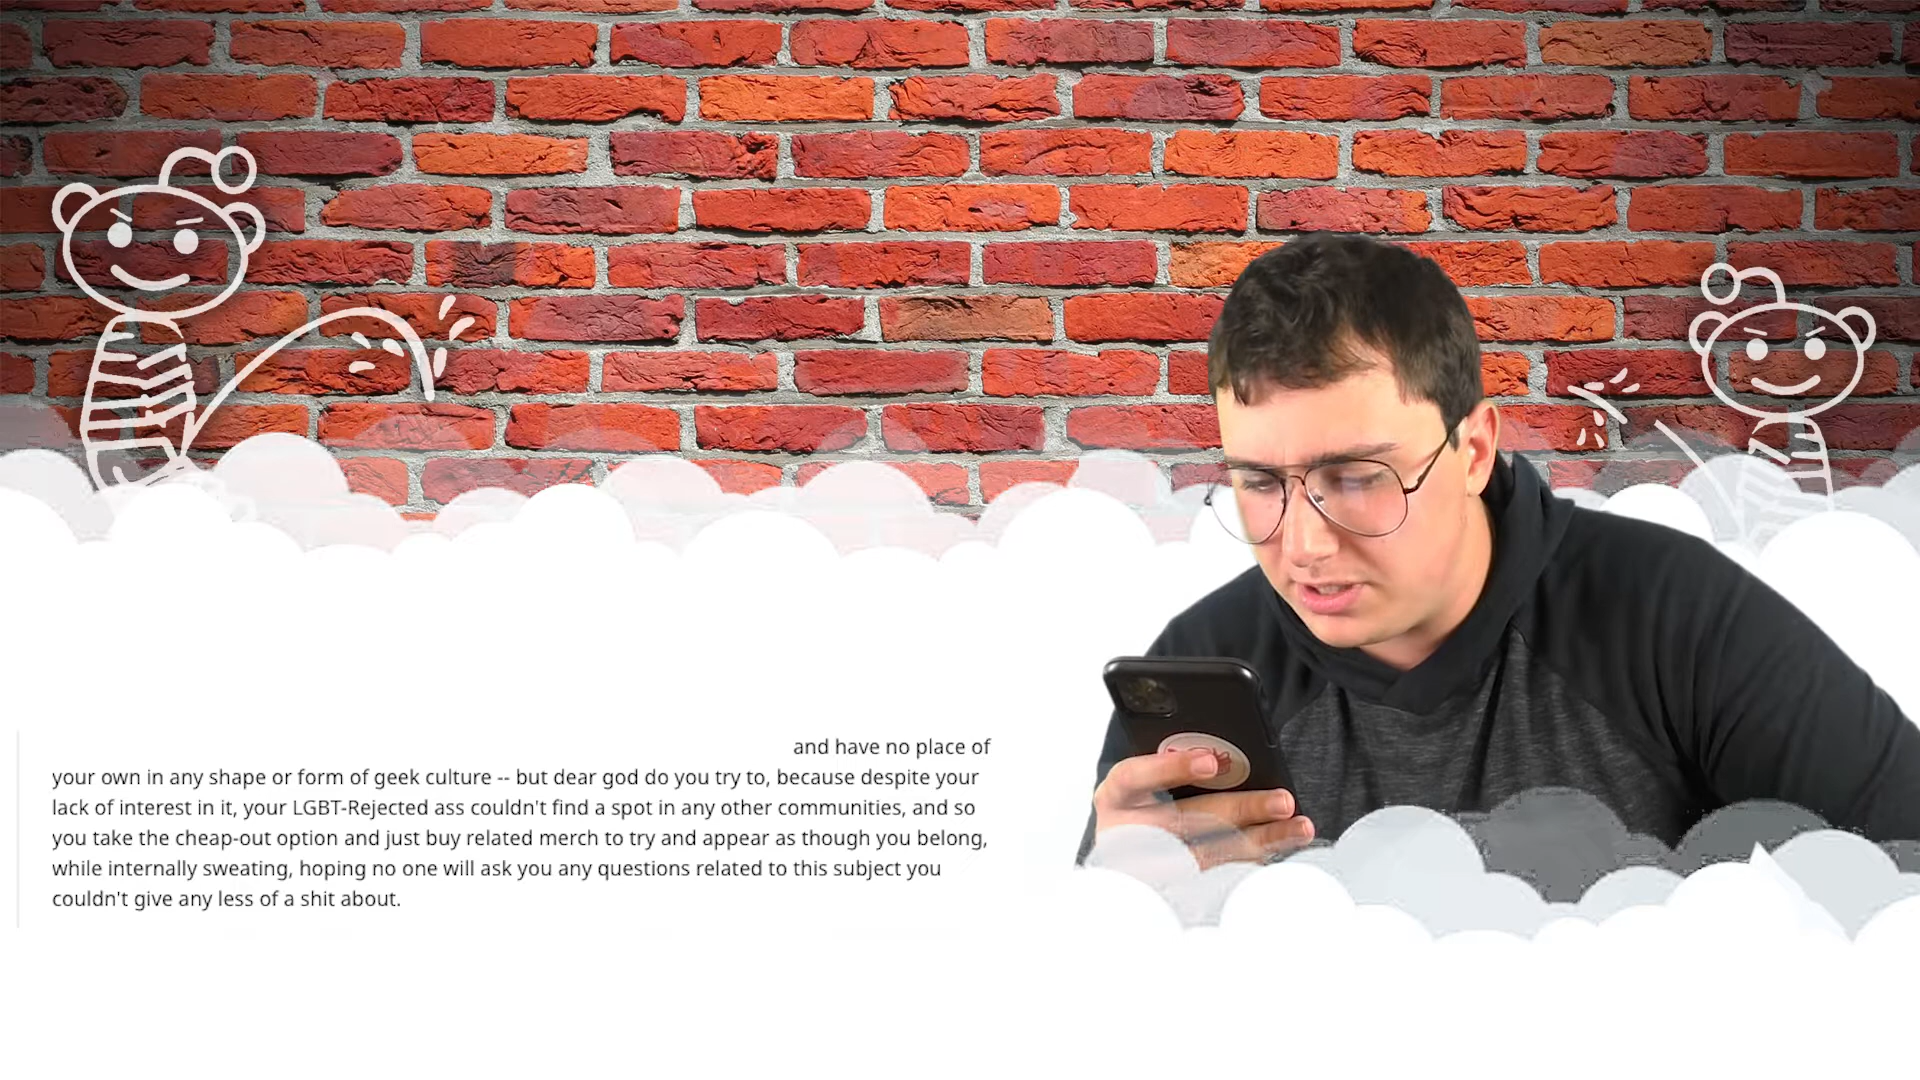 and have no place of
your own in any shape or form of geek culture -- but dear god do you try to, because despite your
lack of interest in it, your LGBT-Rejected ass couldn't find a spot in any other communities, and so
you take the cheap-out option and just buy related merch to try and appear as though you belong,
while internally sweating, hoping no one will ask you any questions related to this subject you
couldn't give any less of a shit about.